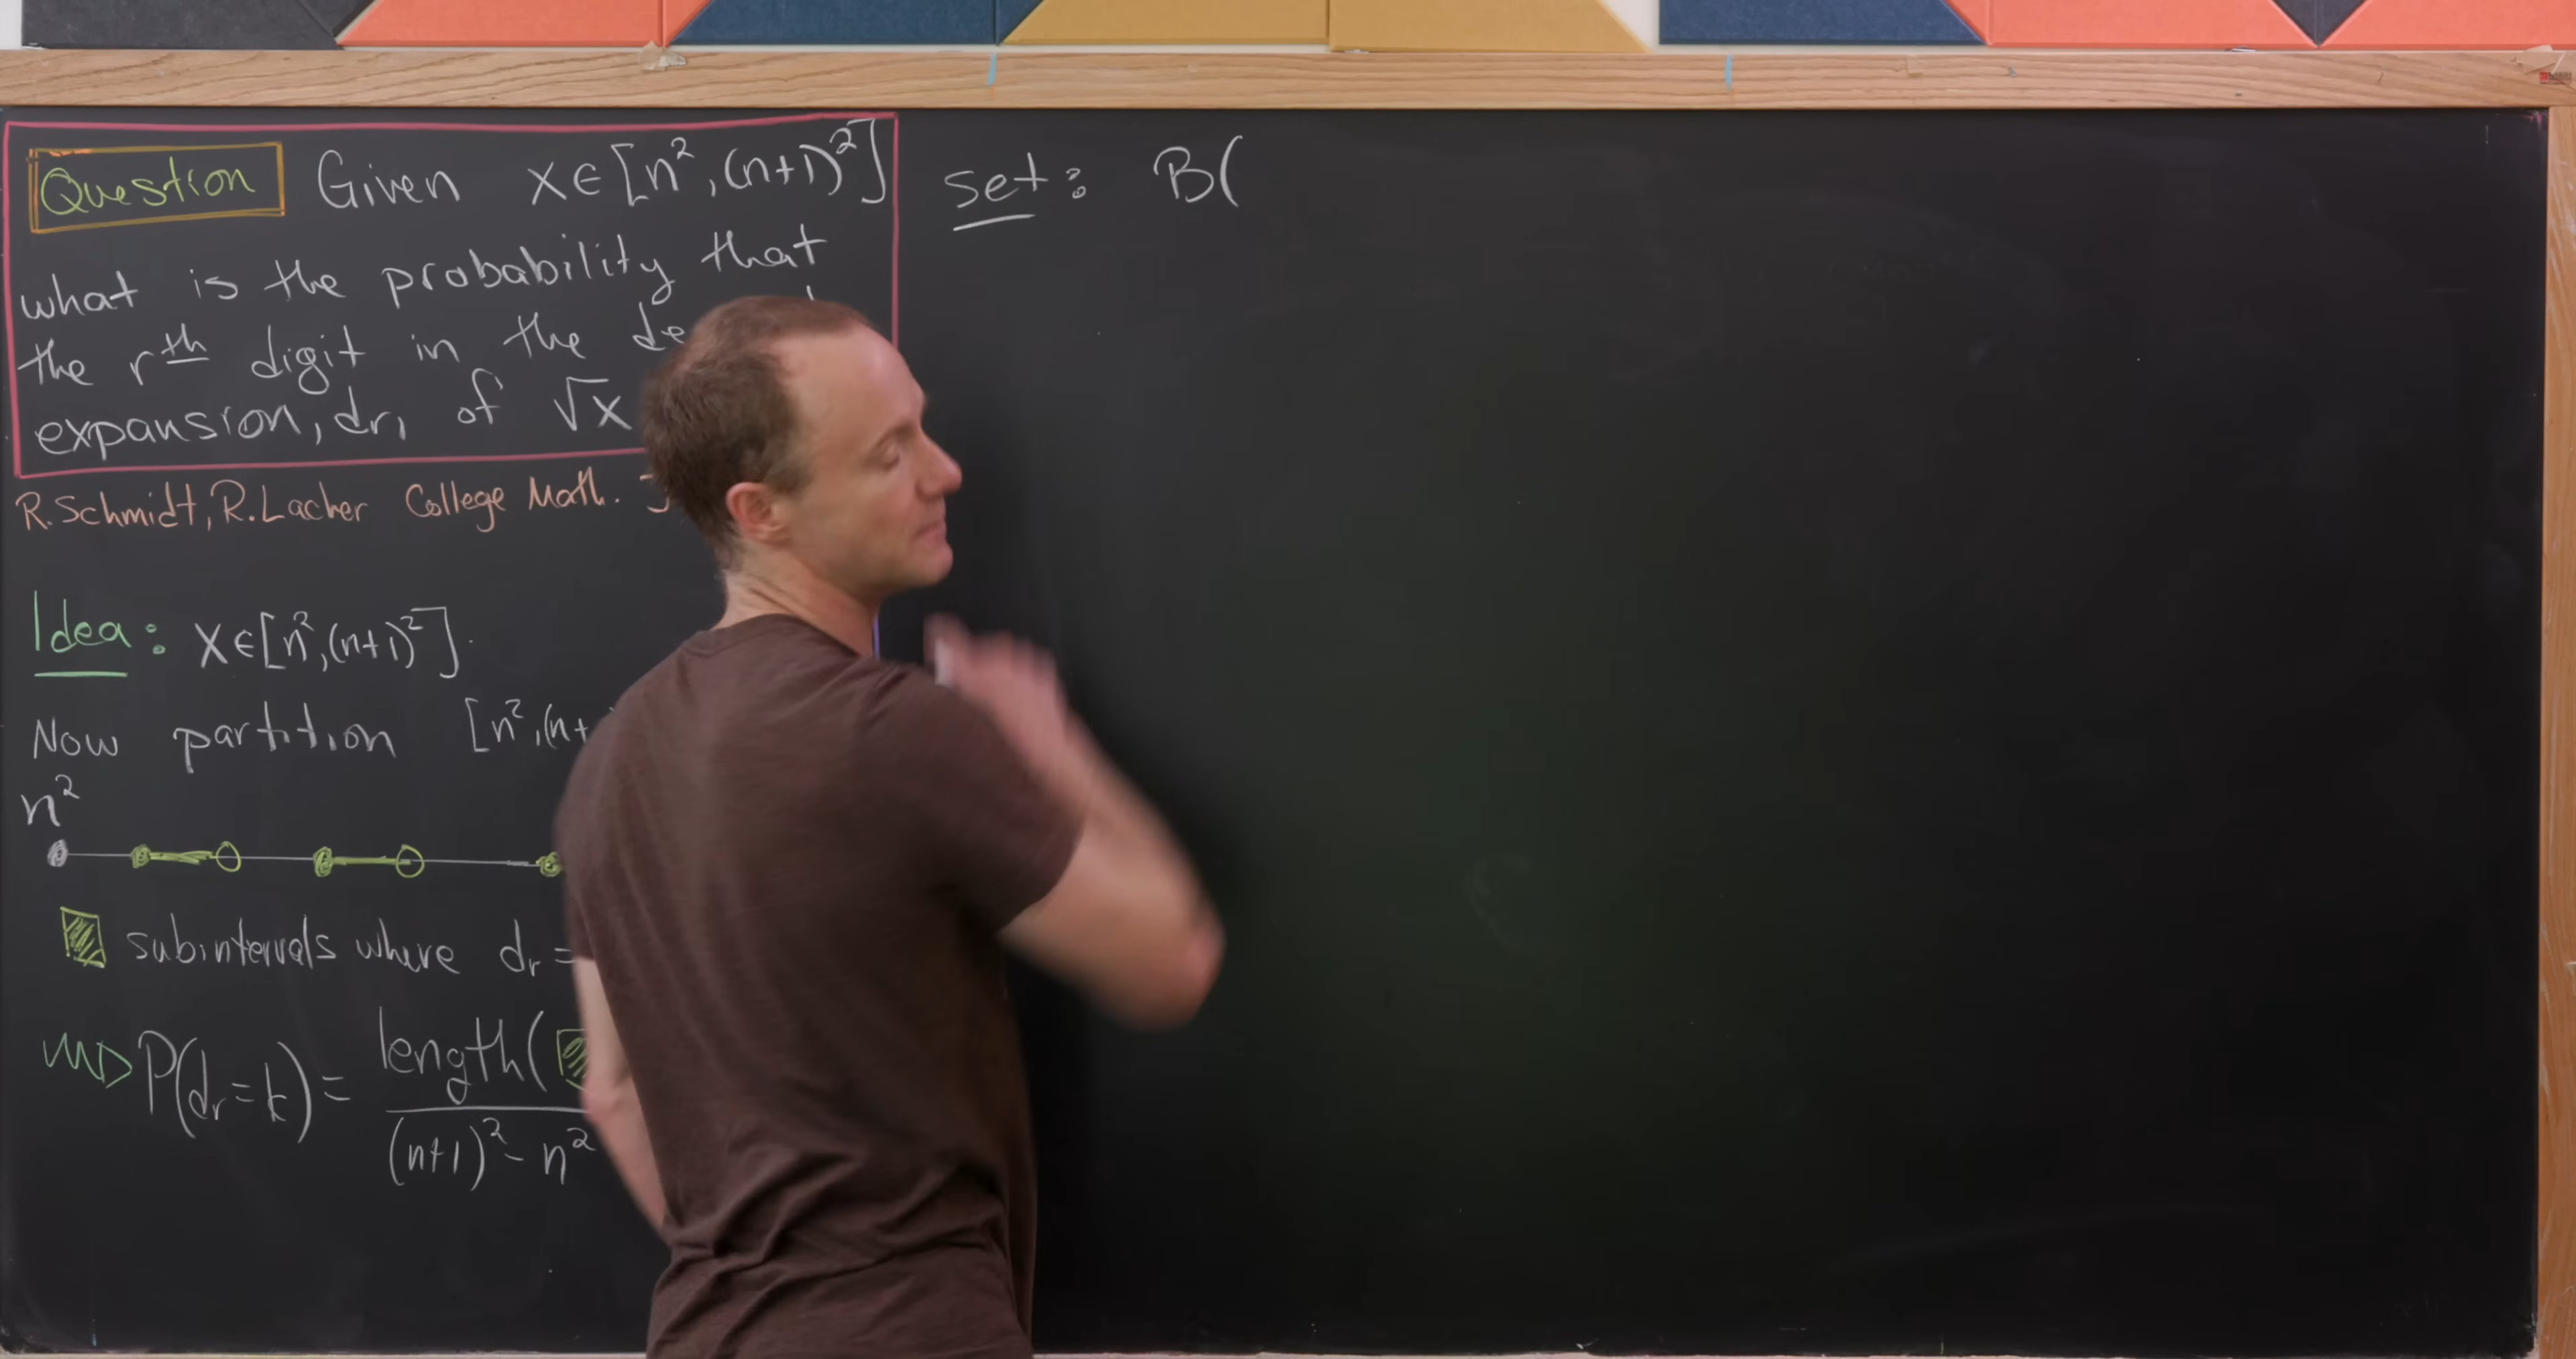 Question Given x∈[n²,(n+1)²]
what is the probability that
the rth digit in the de
expansion, dr, of √x
R.Schmidt, R.Lacher College Math. J
Idea: x∈[n²,(n+1)²].
Now partition [n²,(n+
n²
subintervals where dr =
P(dr=k)= length(
(n+1)² - n²
set: B(